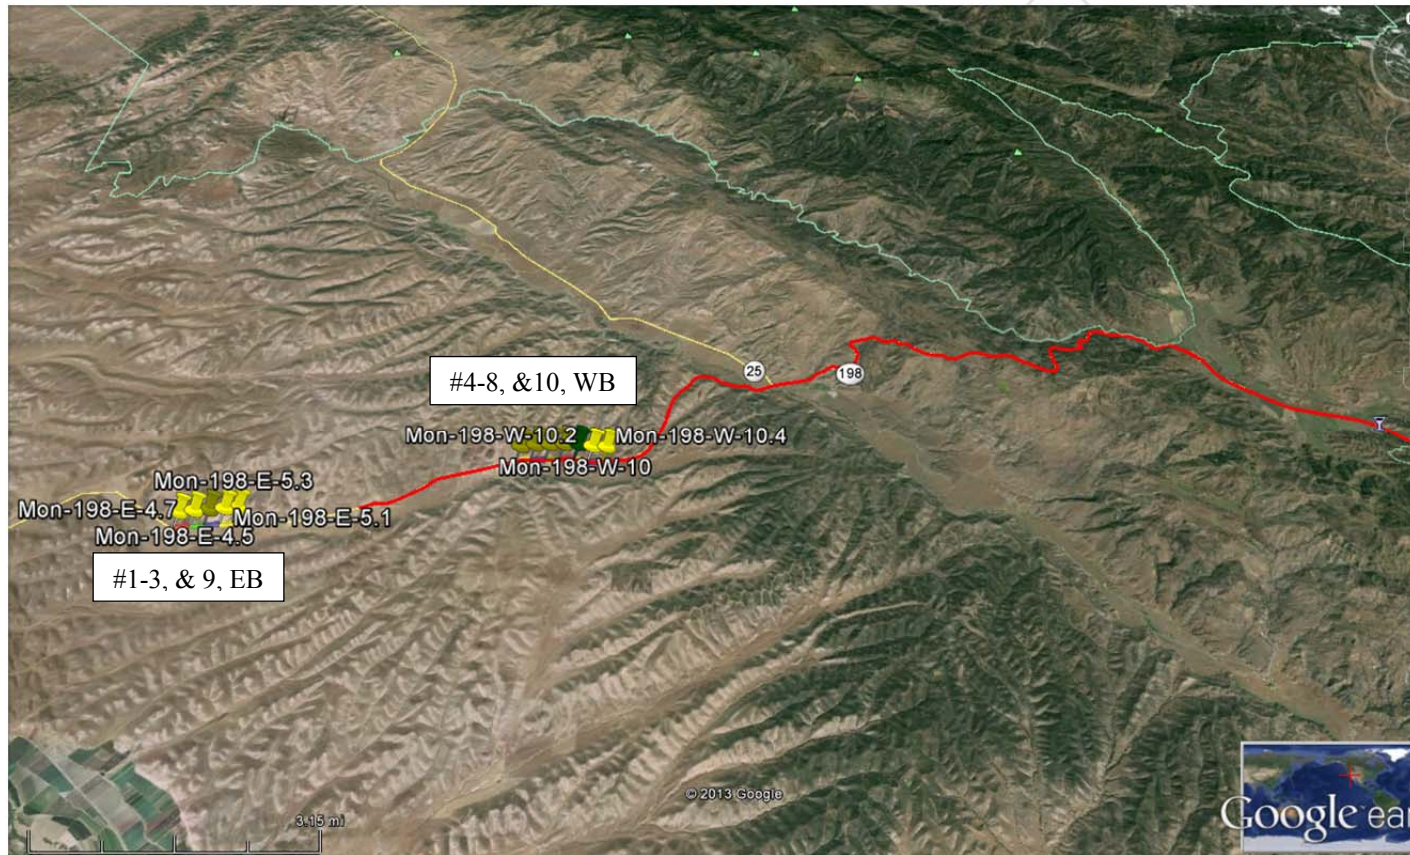 25
198
#4-8, &10, WB
Mon-198-W-10.2
Mon-198-W-10.4
Mon-198-W-10
Mon-198-E-5.3
Mon-198-E-4.7
Mon-198-E-5.1
Mon-198-E-4.5
#1-3, & 9, EB
© 2013 Google
3.15 mi
Google ear